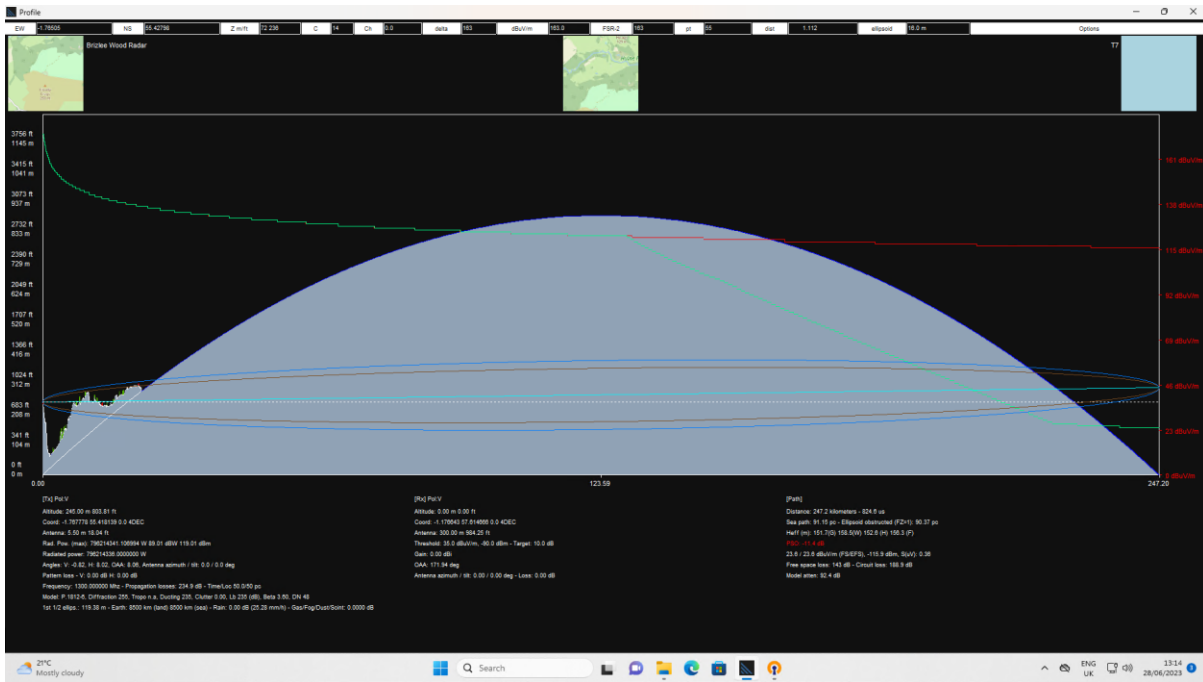 Profile
EW -1.76505 NS 55.42736 Z m/ft 72 236 C 14 Ch 0.0 delta 163 dBuV/m 163.0 FSR-2 163 pt 55 dist 1.112 ellipsoid 16.0 m Options
Brizlee Wood Radar
T7
3756 ft
1145 m
3415 ft
1041 m
3073 ft
937 m
2732 ft
833 m
2390 ft
729 m
2049 ft
624 m
1707 ft
520 m
1366 ft
416 m
1024 ft
312 m
683 ft
208 m
341 ft
104 m
0 ft
0 m
161 dBuV/m
138 dBuV/m
115 dBuV/m
92 dBuV/m
69 dBuV/m
46 dBuV/m
23 dBuV/m
0 dBuV/m
0.00 123.59 247.20
[Tx] Pol:V
Altitude: 245.00 m 803.81 ft
Coord: -1.767778 55.418139 0.0 4DEC
Antenna: 5.50 m 18.04 ft
Rad. Pow. (max): 796214341.106994 W 89.01 dBW 119.01 dBm
Radiated power: 796214336.0000000 W
Angles: V: -0.82, H: 8.02, OAA: 8.06, Antenna azimuth / tilt: 0.0 / 0.0 deg
Pattern loss - V: 0.00 dB H: 0.00 dB
Frequency: 1300.000000 Mhz - Propagation losses: 234.9 dB - Time/Loc 50.0/50 pc
Model: P.1812-6, Diffraction 255, Tropo n.a, Ducting 235, Clutter 0.00, Lb 235 (dB), Beta 3.50, DN 48
1st 1/2 ellips.: 119.38 m - Earth: 8500 km (land) 8500 km (sea) - Rain: 0.00 dB (25.28 mm/h) - Gas/Fog/Dust/Scint: 0.0000 dB
[Rx] Pol:V
Altitude: 0.00 m 0.00 ft
Coord: -1.176643 57.614666 0.0 4DEC
Antenna: 300.00 m 984.25 ft
Threshold: 35.0 dBuV/m, -90.0 dBm - Target: 10.0 dB
Gain: 0.00 dBi
OAA: 171.94 deg
Antenna azimuth / tilt: 0.00 / 0.00 deg - Loss: 0.00 dB
[Path]
Distance: 247.2 kilometers - 824.6 us
Sea path: 91.15 pc - Ellipsoid obstructed (FZ=1): 90.37 pc
Heff (m): 151.7(G) 158.5(W) 152.6 (H) 156.3 (F)
FSO: -11.4 dB
23.6 / 23.6 dBuV/m (FS/EFS), -115.9 dBm, S(uV): 0.36
Free space loss: 143 dB - Circuit loss: 188.9 dB
Model atten: 92.4 dB
21°C
Mostly cloudy
Search
ENG
UK
13:14
28/06/2023